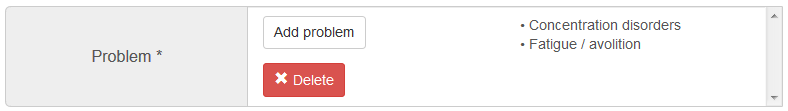 Problem *
Add problem
✖ Delete
• Concentration disorders
• Fatigue / avolition